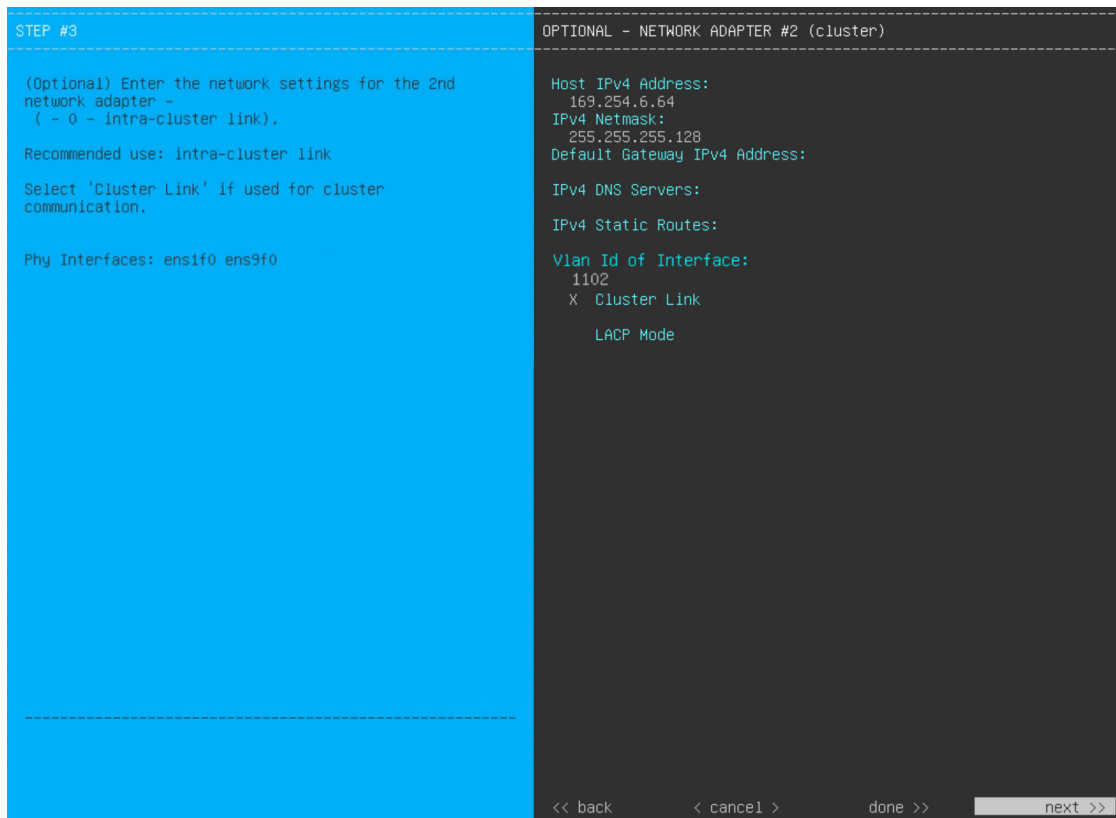 STEP #3
(Optional) Enter the network settings for the 2nd
network adapter -
( - 0 - intra-cluster link).
Recommended use: intra-cluster link
Select 'Cluster Link' if used for cluster
communication.
Phy Interfaces: ens1f0 ens9f0
OPTIONAL - NETWORK ADAPTER #2 (cluster)
Host IPv4 Address:
169.254.6.64
IPv4 Netmask:
255.255.255.128
Default Gateway IPv4 Address:
IPv4 DNS Servers:
IPv4 Static Routes:
Vlan Id of Interface:
1102
X Cluster Link
LACP Mode
<< back < cancel > done >> next >>